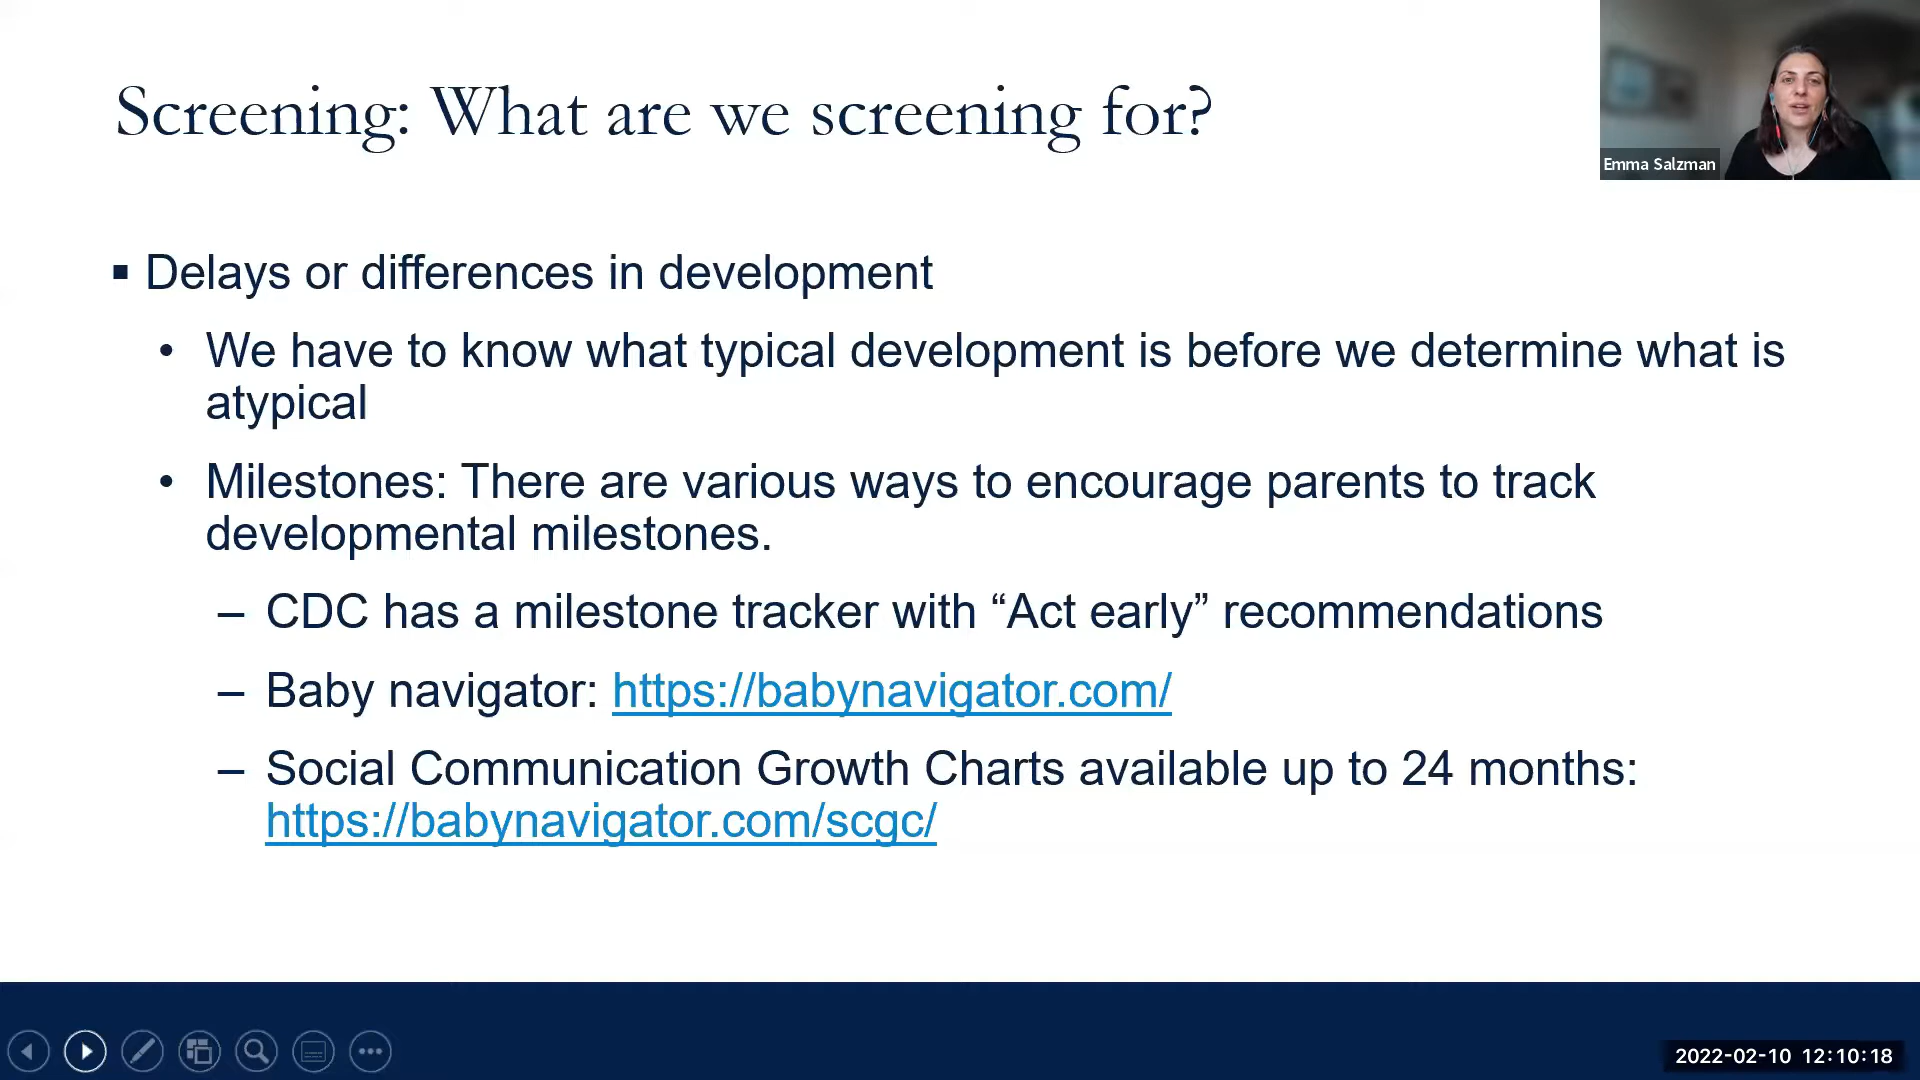 Screening: What are we screening for?
Emma Salzman
▪ Delays or differences in development
• We have to know what typical development is before we determine what is
atypical
• Milestones: There are various ways to encourage parents to track
developmental milestones.
– CDC has a milestone tracker with “Act early” recommendations
– Baby navigator: https://babynavigator.com/
– Social Communication Growth Charts available up to 24 months:
https://babynavigator.com/scgc/
2022-02-10 12:10:18